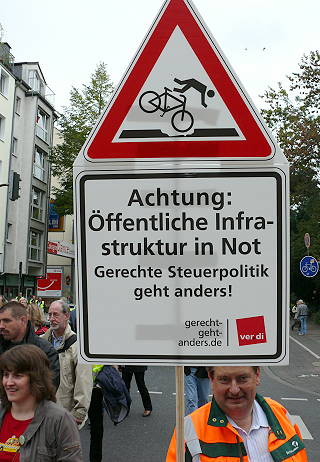 Achtung:
Öffentliche Infra-
struktur in Not
Gerechte Steuerpolitik
geht anders!
gerecht-
geht-
anders.de
ver di